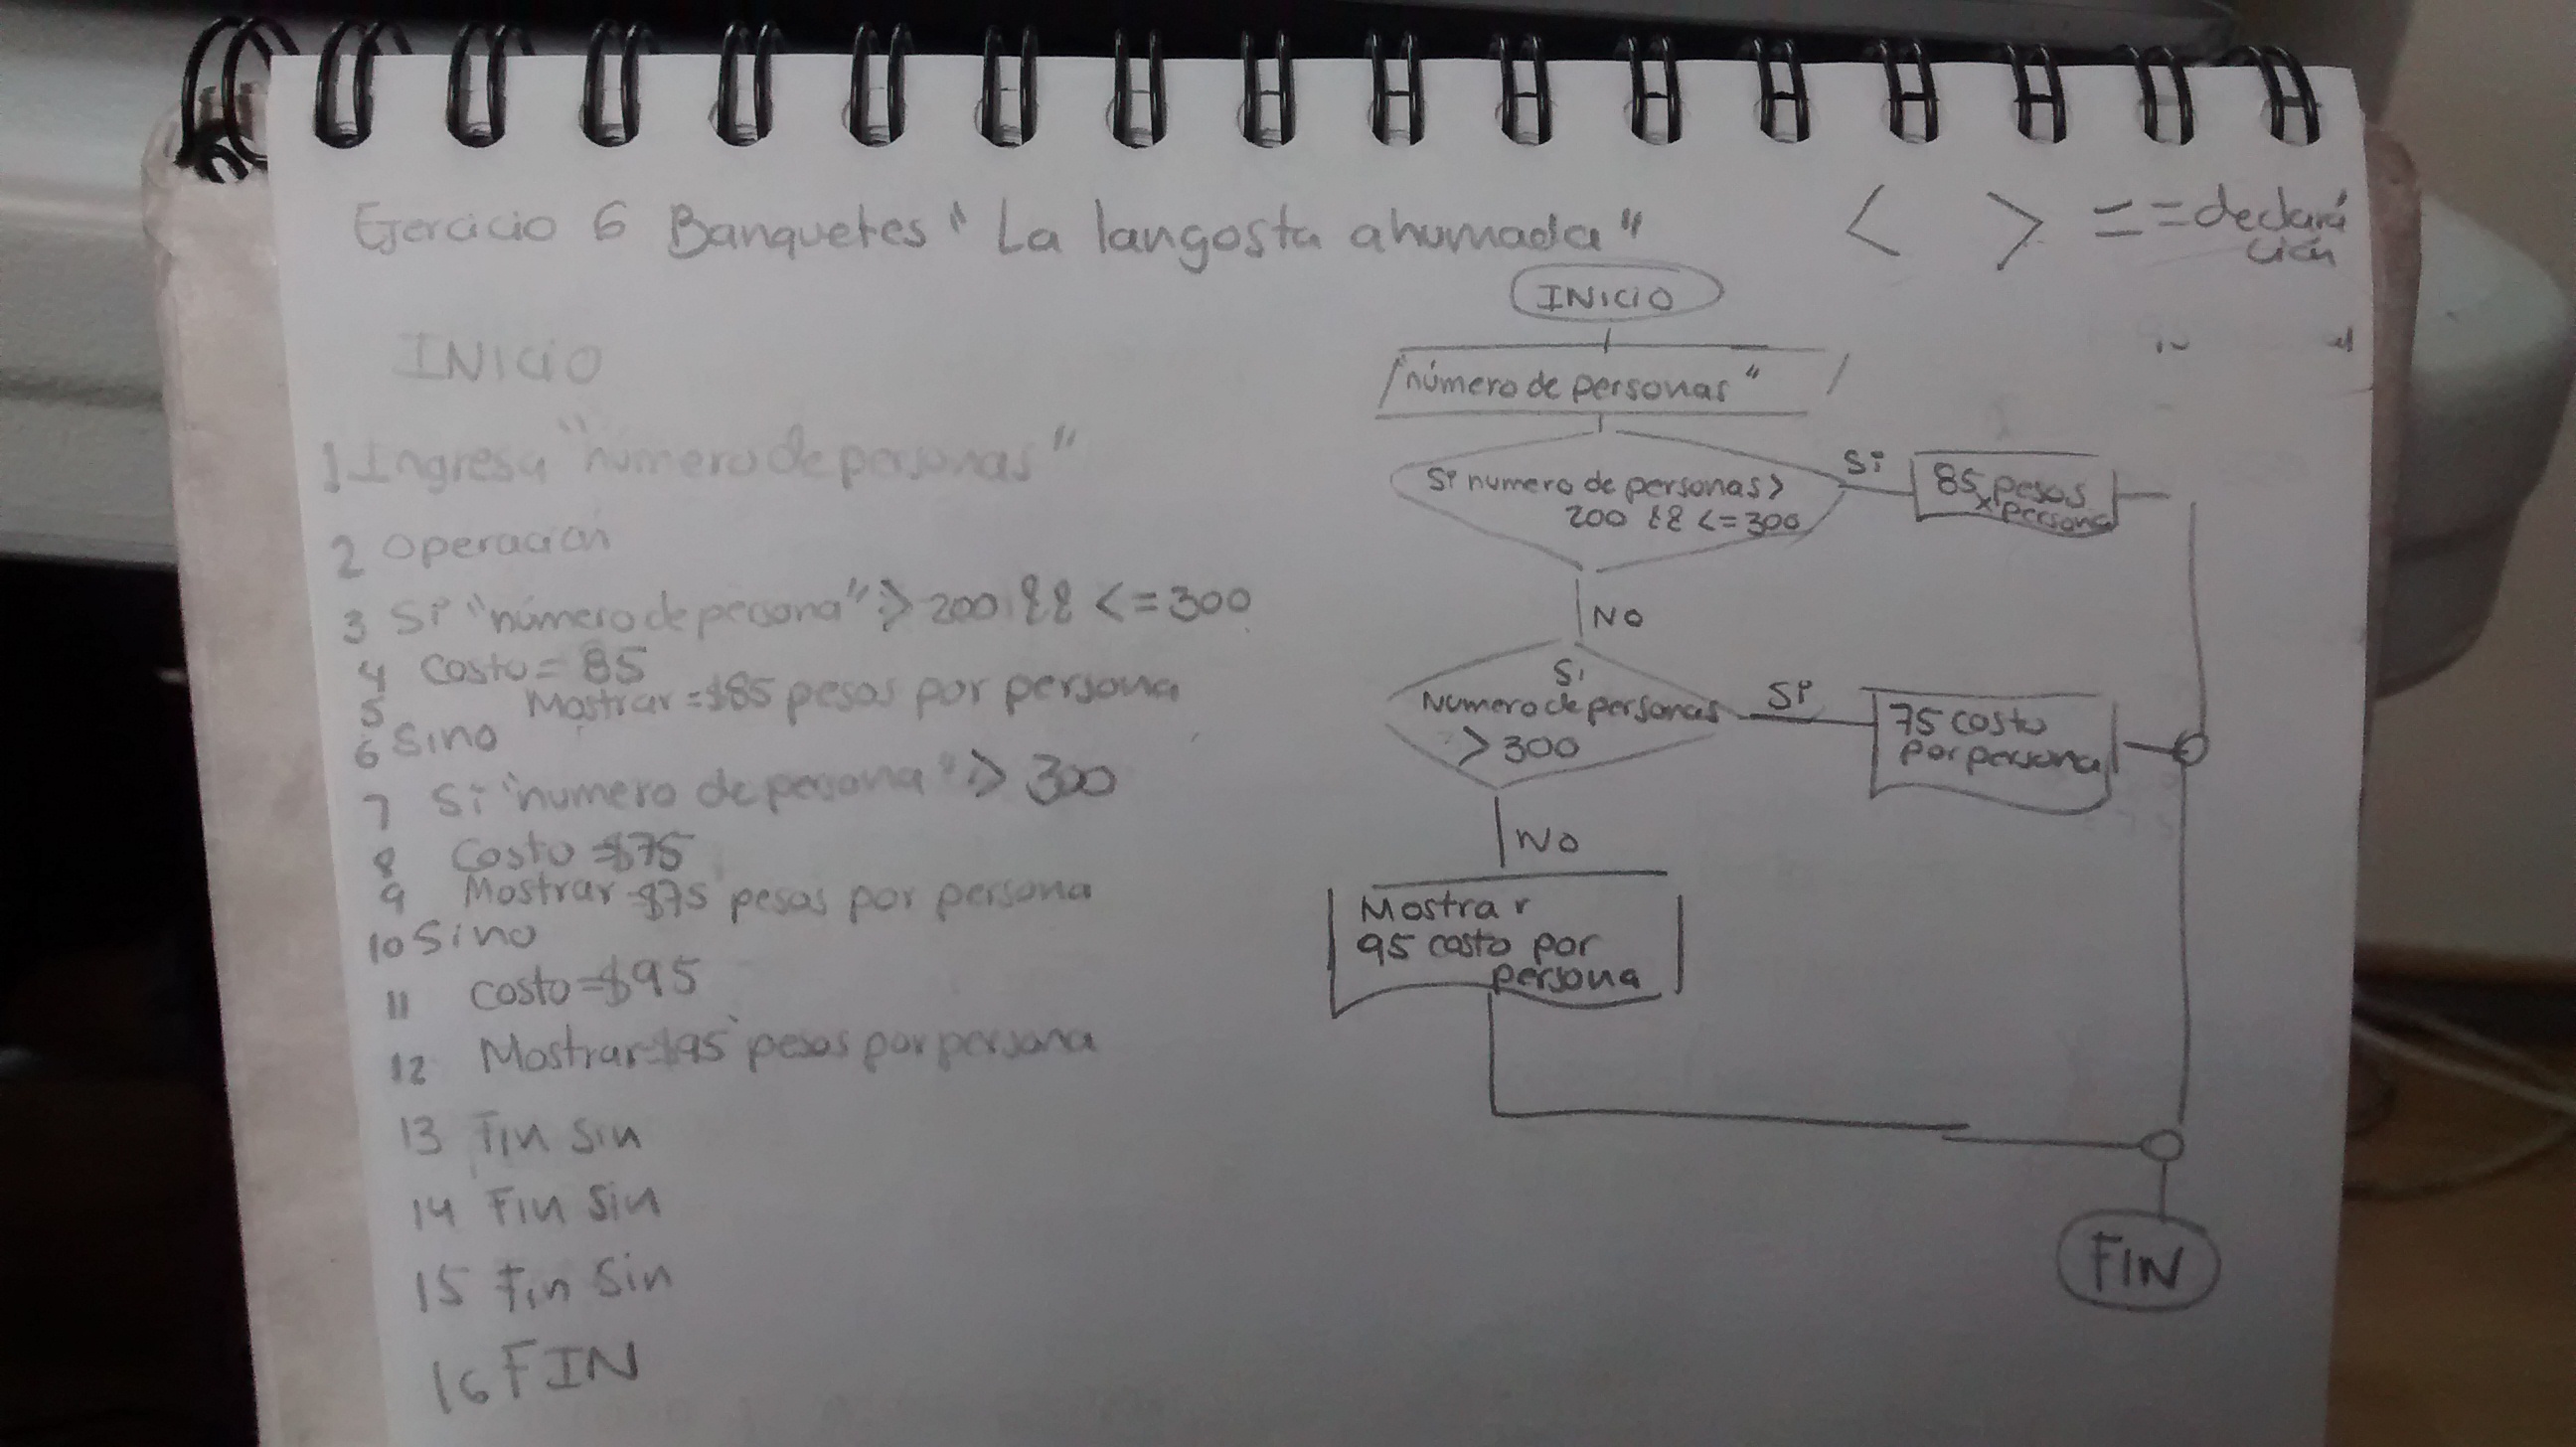 Ejercicio 6 Banquetes "La langosta ahumada"
< > = = declara
ción
INICIO
1 Ingresa "número de personas"
2 Operación
3 Si "número de persona" > 200 && <= 300
4 Costo = 85
5 Mostrar = $85 pesos por persona
6 Sino
7 Si "numero de persona" > 300
8 Costo = $75
9 Mostrar = $75 pesos por persona
10 Sino
11 costo = $95
12 Mostrar = $95 pesos por persona
13 Fin Sin
14 Fin Sin
15 Fin Sin
16 FIN
INICIO
"número de personas"
Si numero de personas >
200 && <= 300
Si
85 pesos
x persona
NO
Si
Numero de personas
> 300
Si
75 costo
por persona
NO
Mostrar
95 costo por
persona
FIN